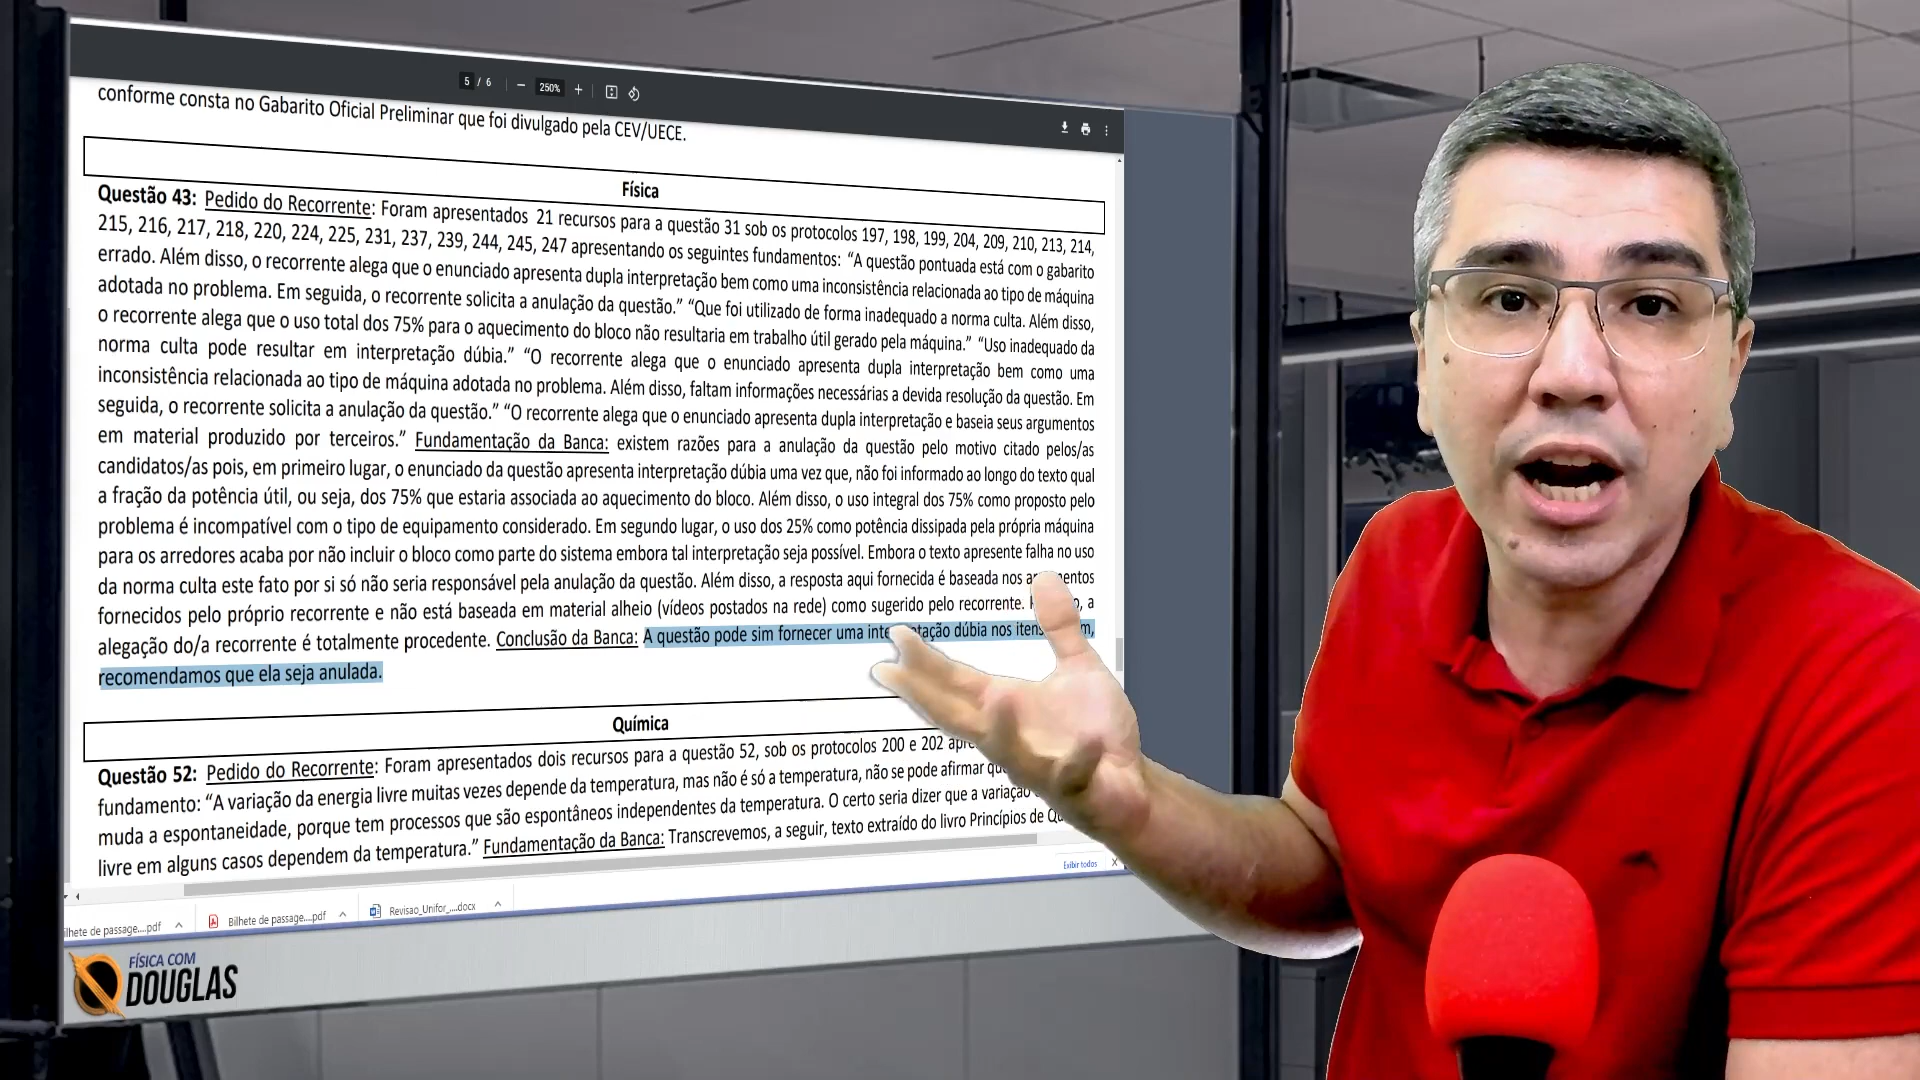 5 / 6
250%
conforme consta no Gabarito Oficial Preliminar que foi divulgado pela CEV/UECE.
Física
Questão 43: Pedido do Recorrente: Foram apresentados 21 recursos para a questão 31 sob os protocolos 197, 198, 199, 204, 209, 210, 213, 214,
215, 216, 217, 218, 220, 224, 225, 231, 237, 239, 244, 245, 247 apresentando os seguintes fundamentos: “A questão pontuada está com o gabarito
errado. Além disso, o recorrente alega que o enunciado apresenta dupla interpretação bem como uma inconsistência relacionada ao tipo de máquina
adotada no problema. Em seguida, o recorrente solicita a anulação da questão.” “Que foi utilizado de forma inadequado a norma culta. Além disso,
o recorrente alega que o uso total dos 75% para o aquecimento do bloco não resultaria em trabalho útil gerado pela máquina.” “Uso inadequado da
norma culta pode resultar em interpretação dúbia.” “O recorrente alega que o enunciado apresenta dupla interpretação bem como uma
inconsistência relacionada ao tipo de máquina adotada no problema. Além disso, faltam informações necessárias a devida resolução da questão. Em
seguida, o recorrente solicita a anulação da questão.” “O recorrente alega que o enunciado apresenta dupla interpretação e baseia seus argumentos
em material produzido por terceiros.” Fundamentação da Banca: existem razões para a anulação da questão pelo motivo citado pelos/as
candidatos/as pois, em primeiro lugar, o enunciado da questão apresenta interpretação dúbia uma vez que, não foi informado ao longo do texto qual
a fração da potência útil, ou seja, dos 75% que estaria associada ao aquecimento do bloco. Além disso, o uso integral dos 75% como proposto pelo
problema é incompatível com o tipo de equipamento considerado. Em segundo lugar, o uso dos 25% como potência dissipada pela própria máquina
para os arredores acaba por não incluir o bloco como parte do sistema embora tal interpretação seja possível. Embora o texto apresente falha no uso
da norma culta este fato por si só não seria responsável pela anulação da questão. Além disso, a resposta aqui fornecida é baseada nos
fornecidos pelo próprio recorrente e não está baseada em material alheio (vídeos postados na rede) como sugerido pelo recorrente. a
alegação do/a recorrente é totalmente procedente. Conclusão da Banca: A questão pode sim fornecer uma dúbia nos itens
recomendamos que ela seja anulada.
Química
Questão 52: Pedido do Recorrente: Foram apresentados dois recursos para a questão 52, sob os protocolos 200 e 202
fundamento: “A variação da energia livre muitas vezes depende da temperatura, mas não é só a temperatura, não se pode afirmar
muda a espontaneidade, porque tem processos que são espontâneos independentes da temperatura. O certo seria dizer que a variação
livre em alguns casos dependem da temperatura.” Fundamentação da Banca: Transcrevemos, a seguir, texto extraído do livro Princípios de
Exibir todos X
ilhete de passage....pdf Bilhete de passage....pdf Revisao_Unifor_....docx
FÍSICA COM
DOUGLAS